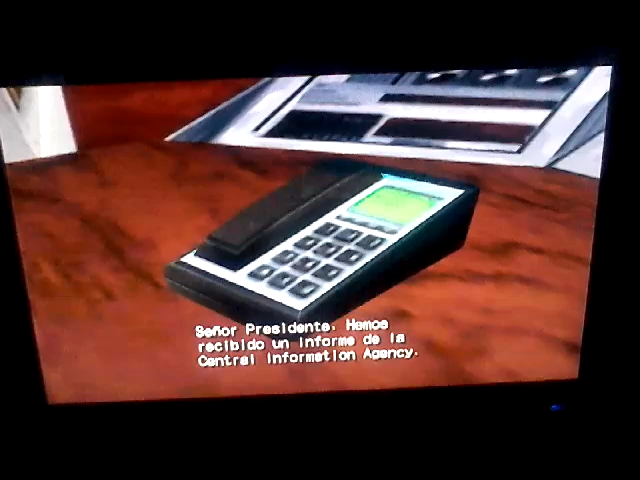 Señor Presidente. Hemos
recibido un informe de la
Central Information Agency.